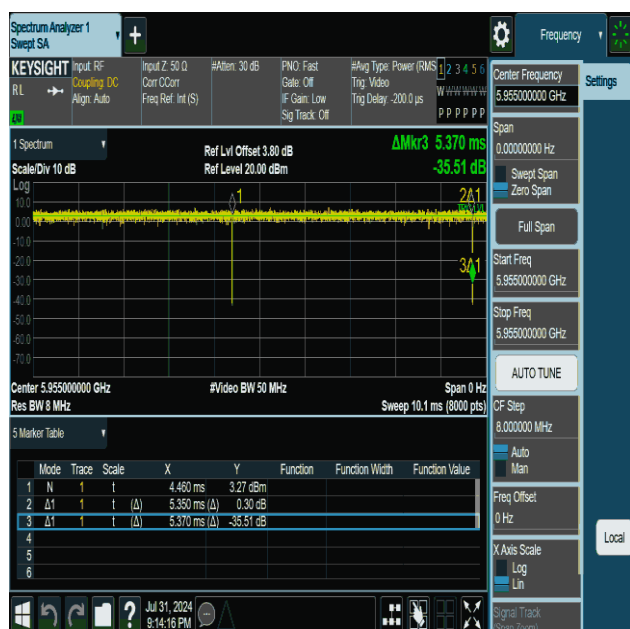 Spectrum Analyzer 1
Swept SA
Frequency
KEYSIGHT
RL
Input: RF
Coupling: DC
Align: Auto
Input Z: 50 Ω
Corr CCorr
Freq Ref: Int (S)
#Atten: 30 dB
PNO: Fast
Gate: Off
IF Gain: Low
Sig Track: Off
#Avg Type: Power (RMS
Trig: Video
Trig Delay: -200.0 µs
1 2 3 4 5 6
W W W W W W
P P P P P P
Center Frequency
5.955000000 GHz
Settings
Span
0.00000000 Hz
Swept Span
Zero Span
Full Span
Start Freq
5.955000000 GHz
Stop Freq
5.955000000 GHz
AUTO TUNE
CF Step
8.000000 MHz
Auto
Man
Freq Offset
0 Hz
X Axis Scale
Log
Lin
Signal Track
(Span Zoom)
Local
1 Spectrum
Scale/Div 10 dB
Ref Lvl Offset 3.80 dB
Ref Level 20.00 dBm
ΔMkr3 5.370 ms
-35.51 dB
Log
10.0
0.00
-10.0
-20.0
-30.0
-40.0
-50.0
-60.0
-70.0
1
2Δ1
3Δ1
Center 5.955000000 GHz
#Video BW 50 MHz
Span 0 Hz
Res BW 8 MHz
Sweep 10.1 ms (8000 pts)
5 Marker Table
Mode Trace Scale X Y Function Function Width Function Value
1 N 1 t 4.460 ms 3.27 dBm
2 Δ1 1 t (Δ) 5.350 ms (Δ) 0.30 dB
3 Δ1 1 t (Δ) 5.370 ms (Δ) -35.51 dB
4
5
6
?
Jul 31, 2024
9:14:16 PM